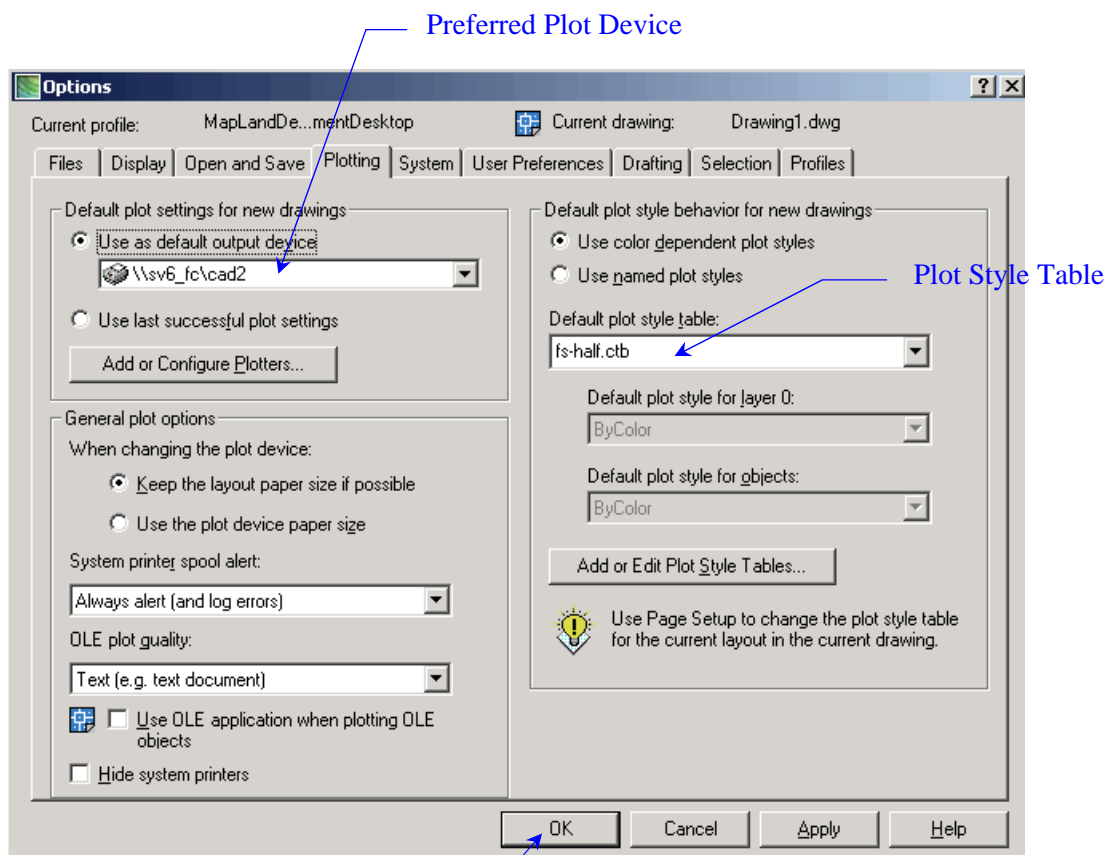 Preferred Plot Device
Options
Current profile: MapLandDe...mentDesktop Current drawing: Drawing1.dwg
Files Display Open and Save Plotting System User Preferences Drafting Selection Profiles
Default plot settings for new drawings
Use as default output device
\\sv6_fc\cad2
Use last successful plot settings
Add or Configure Plotters...
General plot options
When changing the plot device:
Keep the layout paper size if possible
Use the plot device paper size
System printer spool alert:
Always alert (and log errors)
OLE plot quality:
Text (e.g. text document)
Use OLE application when plotting OLE
objects
Hide system printers
Default plot style behavior for new drawings
Use color dependent plot styles
Use named plot styles
Plot Style Table
Default plot style table:
fs-half.ctb
Default plot style for layer 0:
ByColor
Default plot style for objects:
ByColor
Add or Edit Plot Style Tables...
Use Page Setup to change the plot style table
for the current layout in the current drawing.
OK Cancel Apply Help